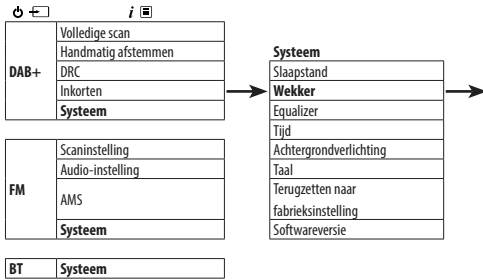 i
DAB+
Volledige scan
Handmatig afstemmen
DRC
Inkorten
Systeem
FM
Scaninstelling
Audio-instelling
AMS
Systeem
BT
Systeem
Systeem
Slaapstand
Wekker
Equalizer
Tijd
Achtergrondverlichting
Taal
Terugzetten naar
fabrieksinstelling
Softwareversie